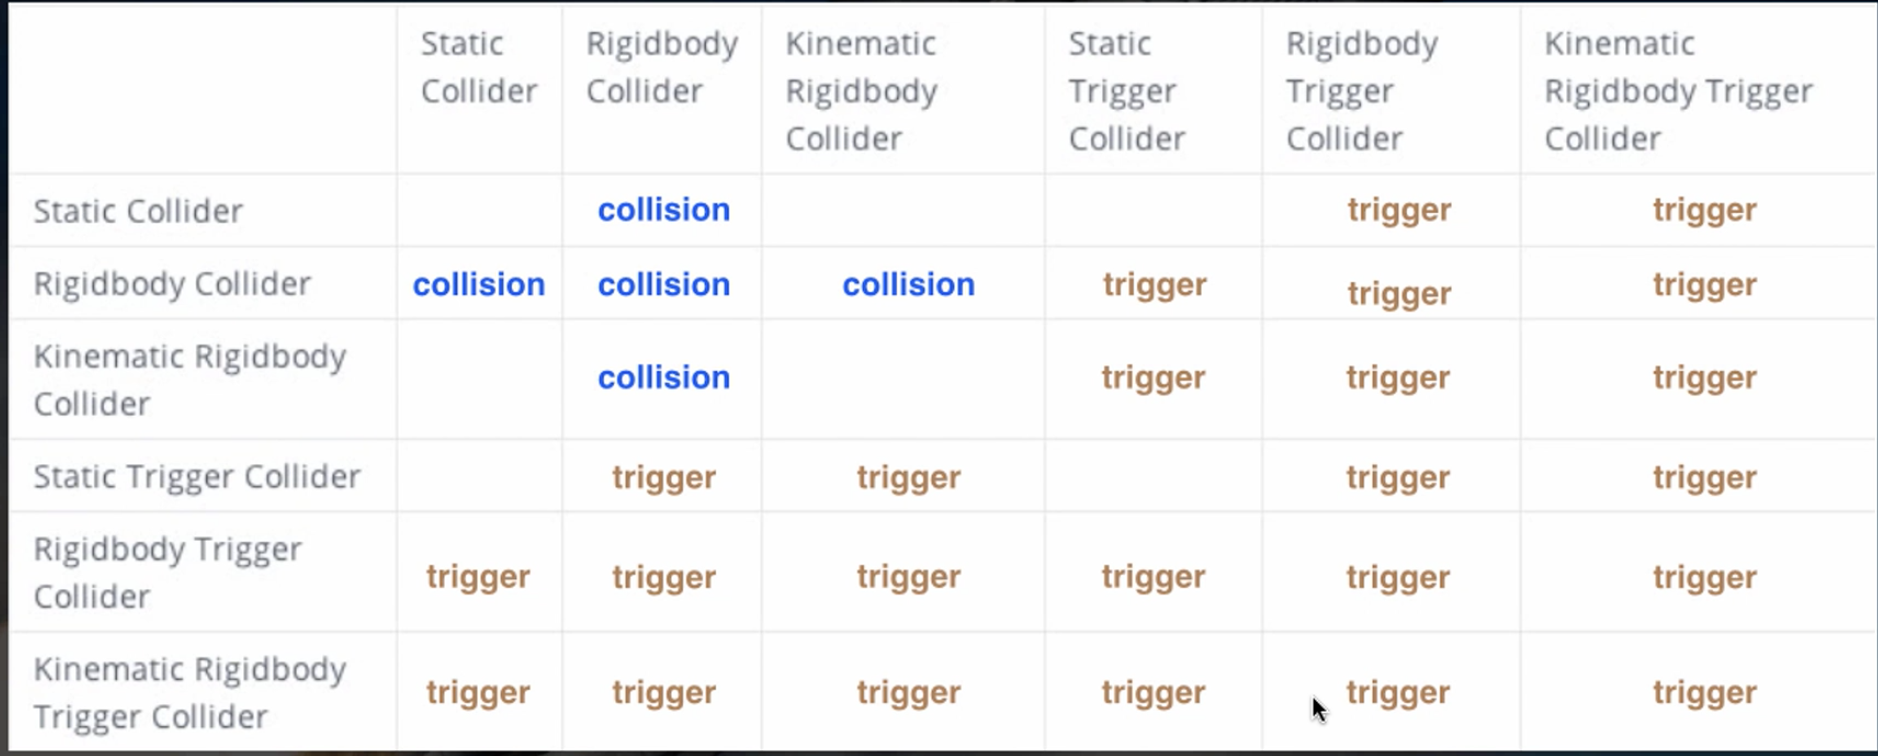 Static Collider
Rigidbody Collider
Kinematic Rigidbody Collider
Static Trigger Collider
Rigidbody Trigger Collider
Kinematic Rigidbody Trigger Collider
Static Collider collision trigger trigger
Rigidbody Collider collision collision collision trigger trigger trigger
Kinematic Rigidbody Collider collision trigger trigger trigger
Static Trigger Collider trigger trigger trigger trigger
Rigidbody Trigger Collider trigger trigger trigger trigger trigger trigger
Kinematic Rigidbody Trigger Collider trigger trigger trigger trigger trigger trigger